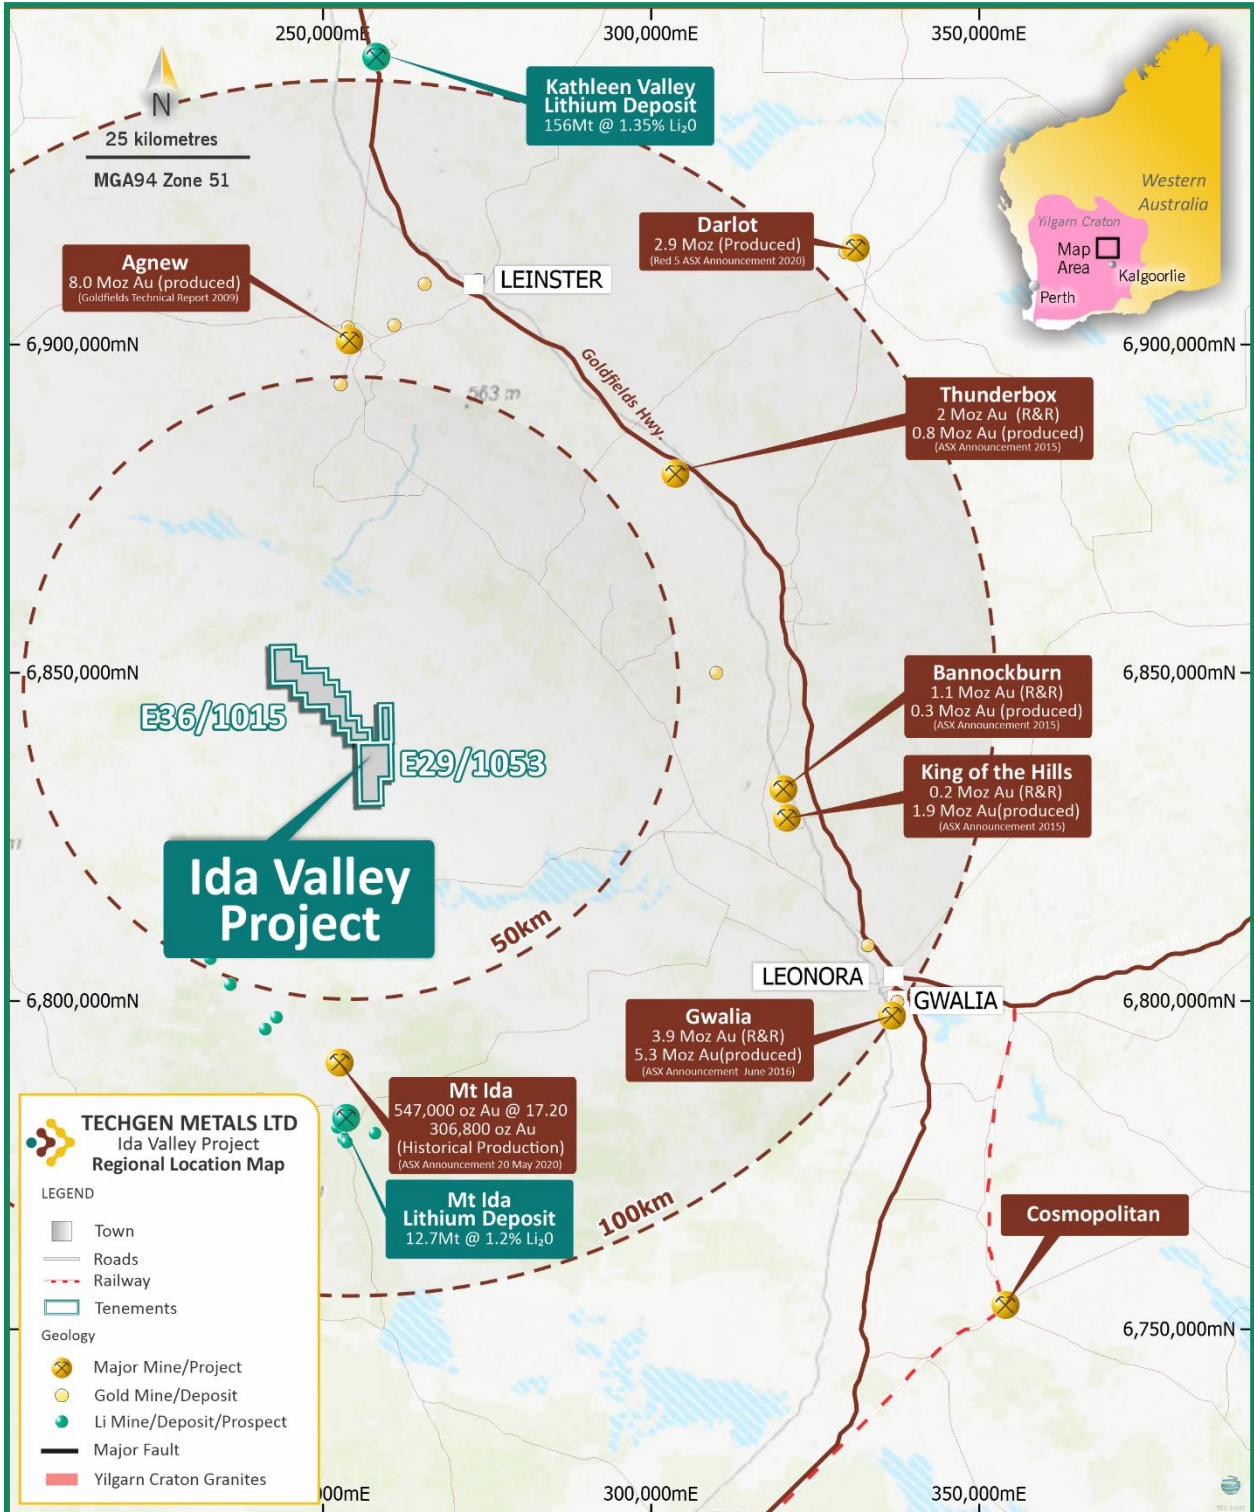 250,000mE
300,000mE
350,000mE
N
25 kilometres
MGA94 Zone 51
Kathleen Valley
Lithium Deposit
156Mt @ 1.35% Li₂0
Western
Australia
Yilgarn Craton
Map
Area
Kalgoorlie
Perth
Darlot
2.9 Moz (Produced)
(Red 5 ASX Announcement 2020)
Agnew
8.0 Moz Au (produced)
(Goldfields Technical Report 2009)
LEINSTER
6,900,000mN
6,900,000mN
Goldfields Hwy.
563 m
Thunderbox
2 Moz Au (R&R)
0.8 Moz Au (produced)
(ASX Announcement 2015)
6,850,000mN
6,850,000mN
E36/1015
E29/1053
Bannockburn
1.1 Moz Au (R&R)
0.3 Moz Au (produced)
(ASX Announcement 2015)
King of the Hills
0.2 Moz Au (R&R)
1.9 Moz Au(produced)
(ASX Announcement 2015)
Ida Valley
Project
50km
LEONORA
Laverton Leonora Rd
GWALIA
6,800,000mN
6,800,000mN
Gwalia
3.9 Moz Au (R&R)
5.3 Moz Au(produced)
(ASX Announcement June 2016)
Mt Ida
547,000 oz Au @ 17.20
306,800 oz Au
(Historical Production)
(ASX Announcement 20 May 2020)
Mt Ida
Lithium Deposit
12.7Mt @ 1.2% Li₂0
100km
Cosmopolitan
6,750,000mN
TECHGEN METALS LTD
Ida Valley Project
Regional Location Map
LEGEND
Town
Roads
Railway
Tenements
Geology
Major Mine/Project
Gold Mine/Deposit
Li Mine/Deposit/Prospect
Major Fault
Yilgarn Craton Granites
000mE
300,000mE
350,000mE